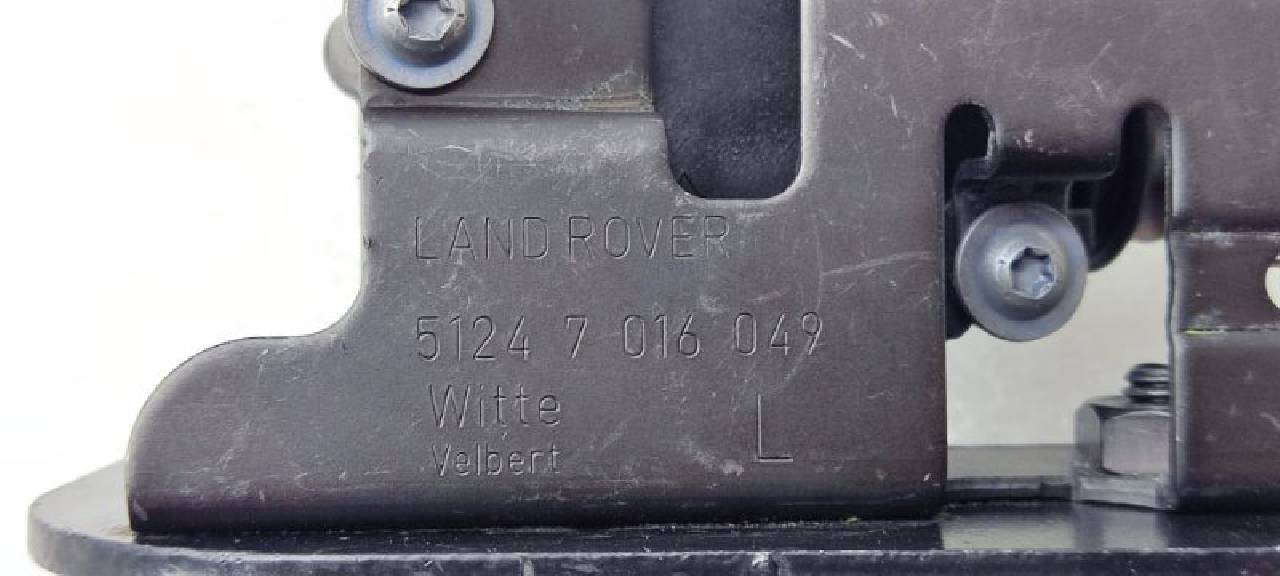 LAND ROVER
5124 7 016 049
Witte L
Velbert